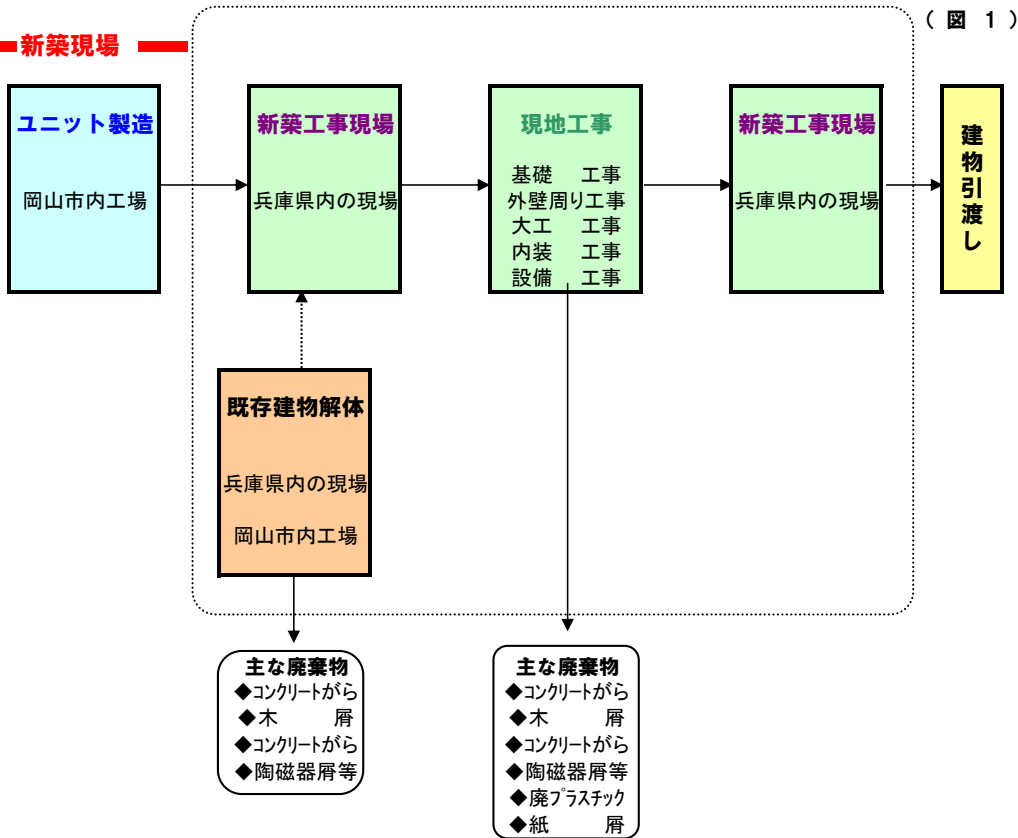 (図 1)
新築現場
ユニット製造
岡山市内工場
新築工事現場
兵庫県内の現場
現地工事
基礎 工事
外壁周り工事
大工 工事
内装 工事
設備 工事
新築工事現場
兵庫県内の現場
建物引渡し
既存建物解体
兵庫県内の現場
岡山市内工場
主な廃棄物
◆コンクリートがら
◆木 屑
◆コンクリートがら
◆陶磁器屑等
主な廃棄物
◆コンクリートがら
◆木 屑
◆コンクリートがら
◆陶磁器屑等
◆廃プラスチック
◆紙 屑